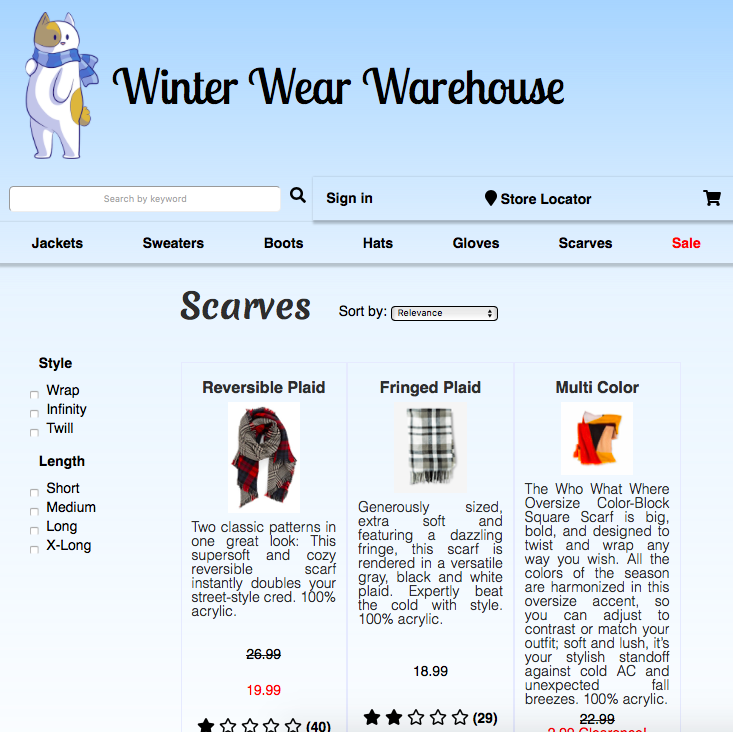 Winter Wear Warehouse
Search by keyword
Sign in
Store Locator
Jackets Sweaters Boots Hats Gloves Scarves Sale
Scarves
Sort by: Relevance
Style
Wrap
Infinity
Twill
Length
Short
Medium
Long
X-Long
Reversible Plaid
Two classic patterns in
one great look: This
supersoft and cozy
reversible scarf
instantly doubles your
street-style cred. 100%
acrylic.
26.99
19.99
(40)
Fringed Plaid
Generously sized,
extra soft and
featuring a dazzling
fringe, this scarf is
rendered in a versatile
gray, black and white
plaid. Expertly beat
the cold with style.
100% acrylic.
18.99
(29)
Multi Color
The Who What Where
Oversize Color-Block
Square Scarf is big,
bold, and designed to
twist and wrap any
way you wish. All the
colors of the season
are harmonized in this
oversize accent, so
you can adjust to
contrast or match your
outfit; soft and lush, it's
your stylish standoff
against cold AC and
unexpected fall
breezes. 100% acrylic.
22.99
Clearance!